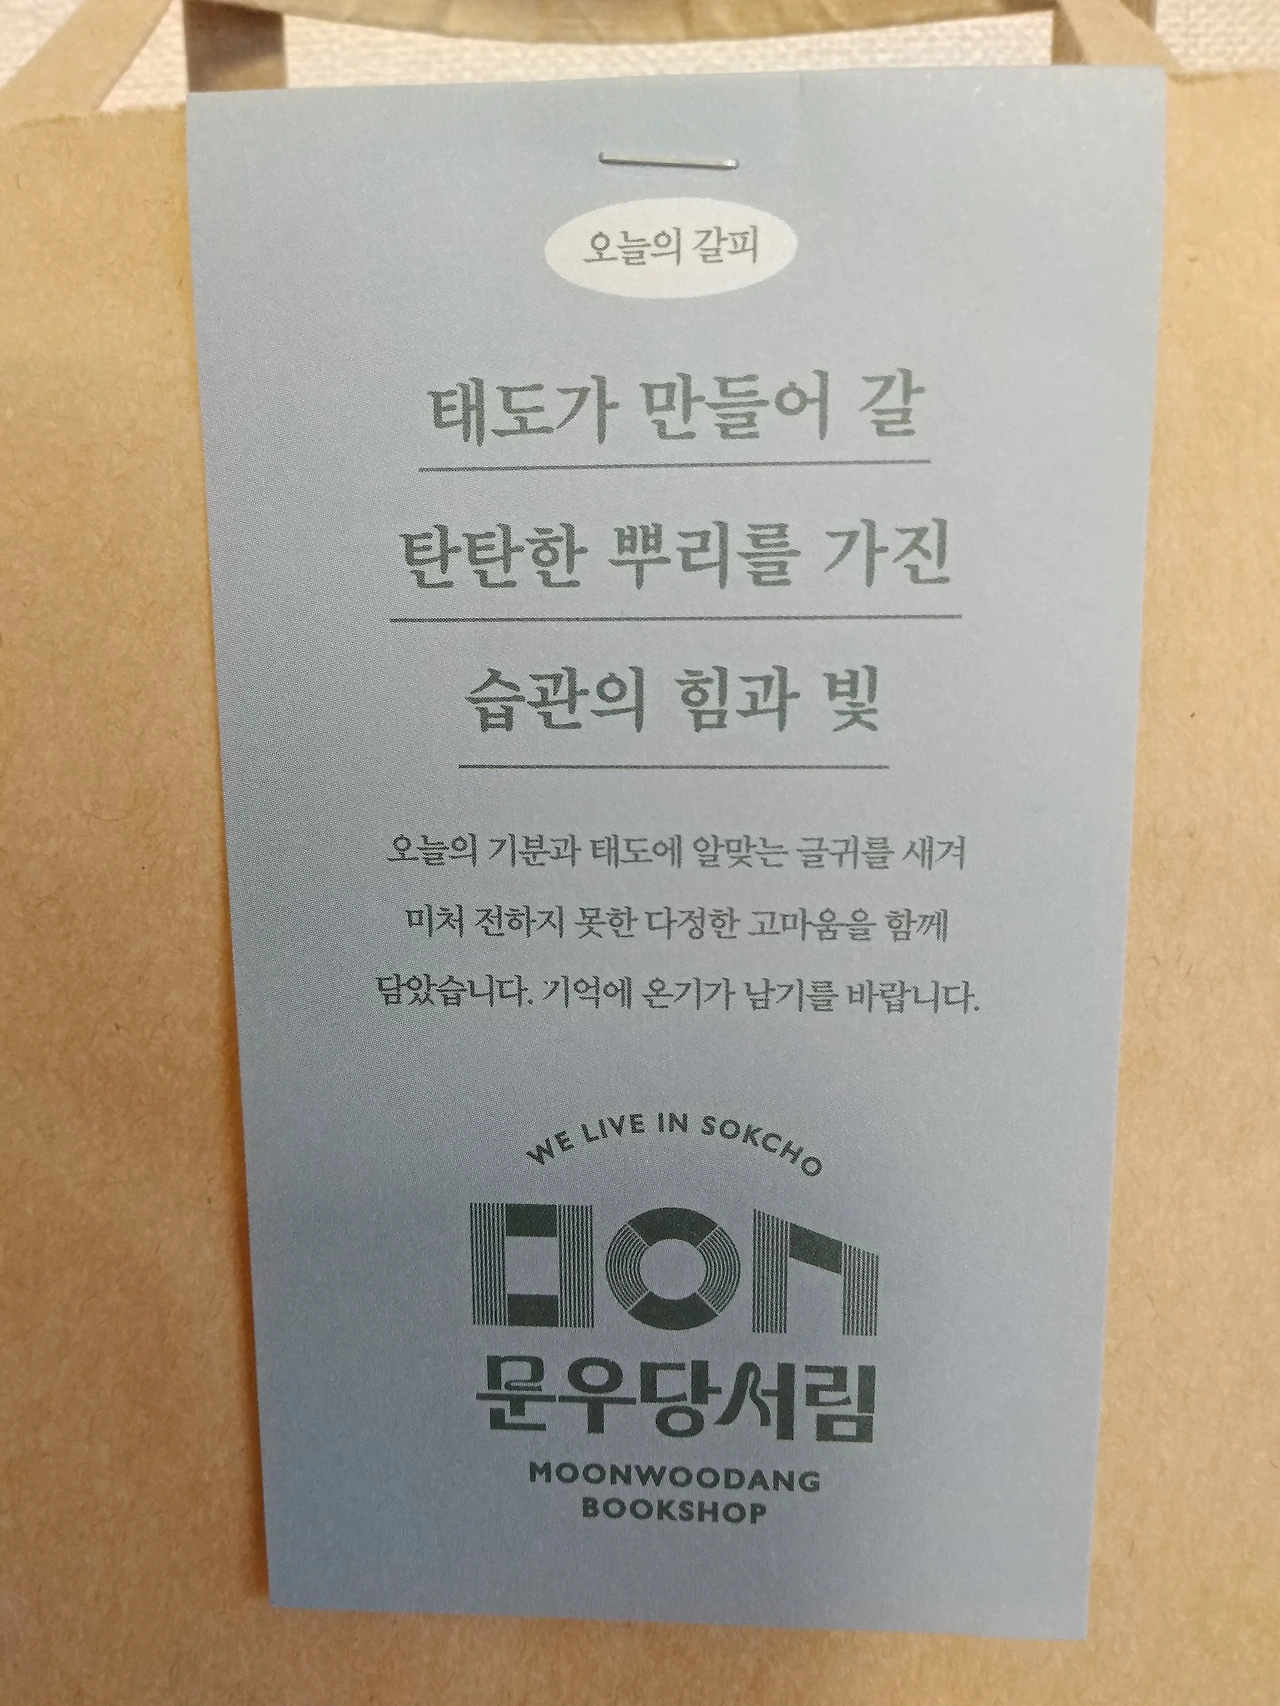 오늘의 갈피
태도가 만들어 갈
탄탄한 뿌리를 가진
습관의 힘과 빛
오늘의 기분과 태도에 알맞는 글귀를 새겨
미처 전하지 못한 다정한 고마움을 함께
담았습니다. 기억에 온기가 남기를 바랍니다.
WE LIVE IN SOKCHO
문우당서림
MOONWOODANG
BOOKSHOP